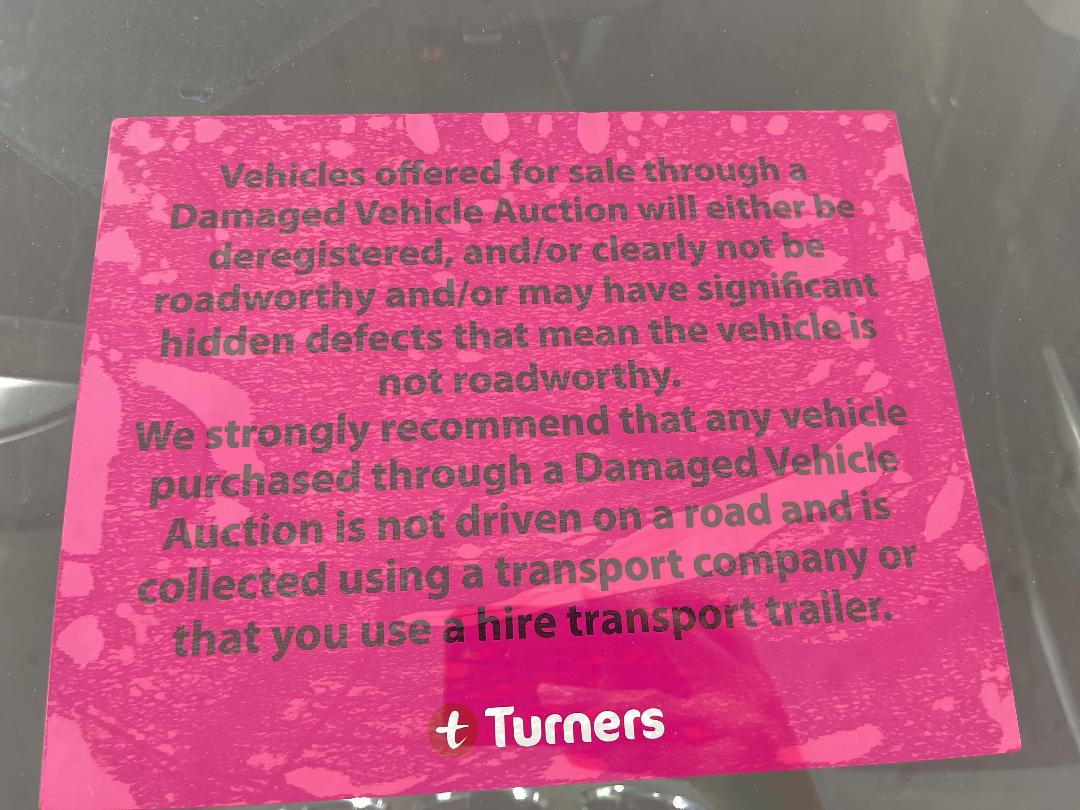 Vehicles offered for sale through a
Damaged Vehicle Auction will either be
deregistered, and/or clearly not be
roadworthy and/or may have significant
hidden defects that mean the vehicle is
not roadworthy.
We strongly recommend that any vehicle
purchased through a Damaged Vehicle
Auction is not driven on a road and is
collected using a transport company or
that you use a hire transport trailer.
t Turners